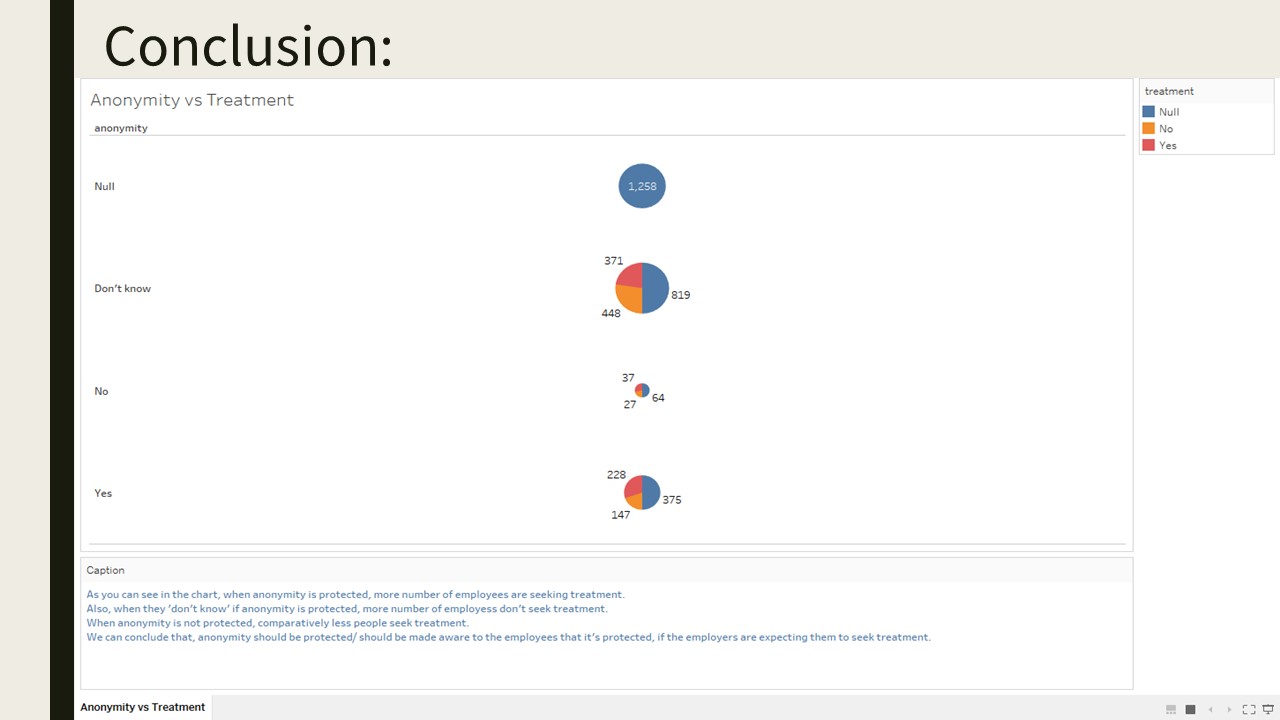 Conclusion:
Anonymity vs Treatment
anonymity
Null
1,258
Don't know
371
819
448
No
37
64
27
Yes
228
375
147
treatment
Null
No
Yes
Caption
As you can see in the chart, when anonymity is protected, more number of employees are seeking treatment.
Also, when they 'don't know' if anonymity is protected, more number of employess don't seek treatment.
When anonymity is not protected, comparatively less people seek treatment.
We can conclude that, anonymity should be protected/ should be made aware to the employees that it's protected, if the employers are expecting them to seek treatment.
Anonymity vs Treatment